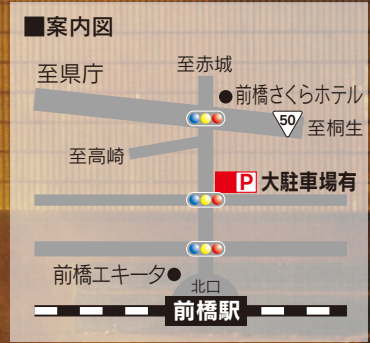 ■案内図
至県庁
至赤城
●前橋さくらホテル
50
至桐生
至高崎
P 大駐車場有
前橋エキータ●
北口
前橋駅